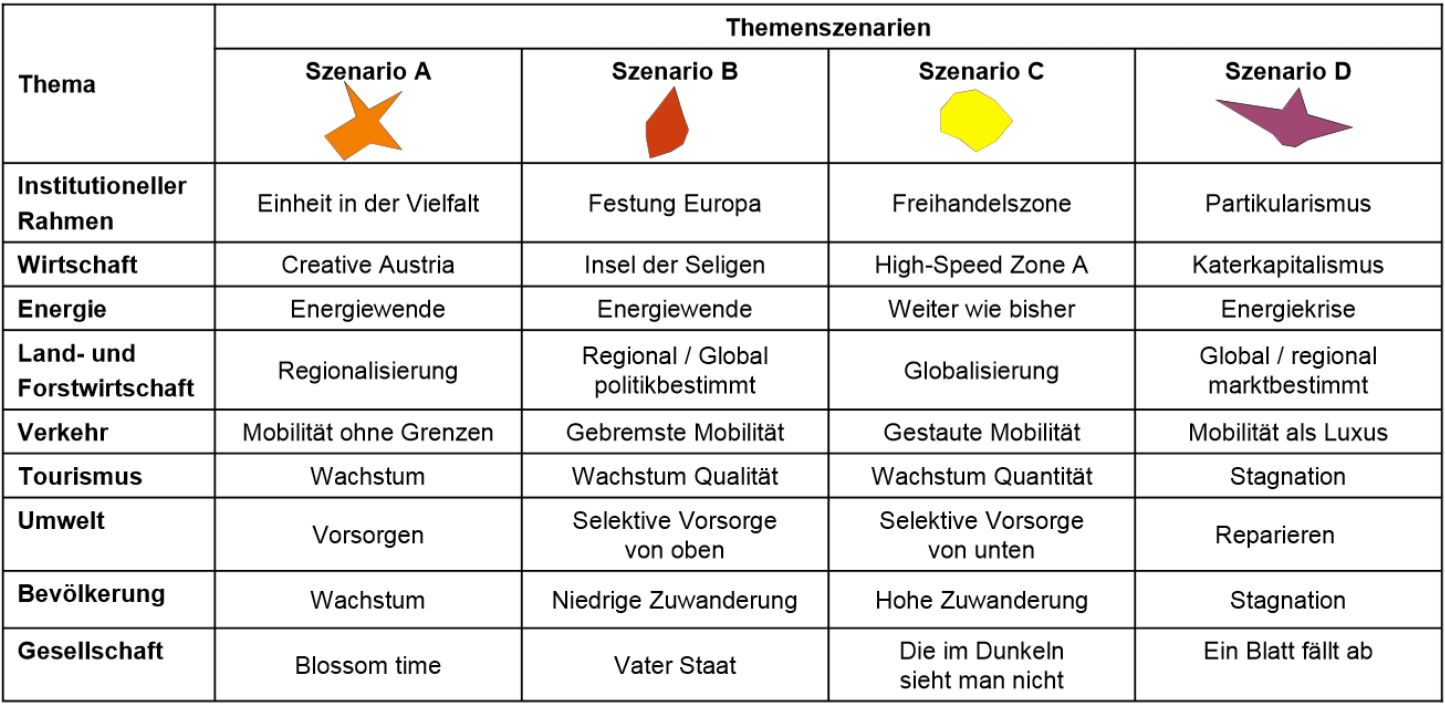 Thema
Themenszenarien
Szenario A
Szenario B
Szenario C
Szenario D
Institutioneller
Rahmen
Einheit in der Vielfalt
Festung Europa
Freihandelszone
Partikularismus
Wirtschaft
Creative Austria
Insel der Seligen
High-Speed Zone A
Katerkapitalismus
Energie
Energiewende
Energiewende
Weiter wie bisher
Energiekrise
Land- und
Forstwirtschaft
Regionalisierung
Regional / Global
politikbestimmt
Globalisierung
Global / regional
marktbestimmt
Verkehr
Mobilität ohne Grenzen
Gebremste Mobilität
Gestaute Mobilität
Mobilität als Luxus
Tourismus
Wachstum
Wachstum Qualität
Wachstum Quantität
Stagnation
Umwelt
Vorsorgen
Selektive Vorsorge
von oben
Selektive Vorsorge
von unten
Reparieren
Bevölkerung
Wachstum
Niedrige Zuwanderung
Hohe Zuwanderung
Stagnation
Gesellschaft
Blossom time
Vater Staat
Die im Dunkeln
sieht man nicht
Ein Blatt fällt ab